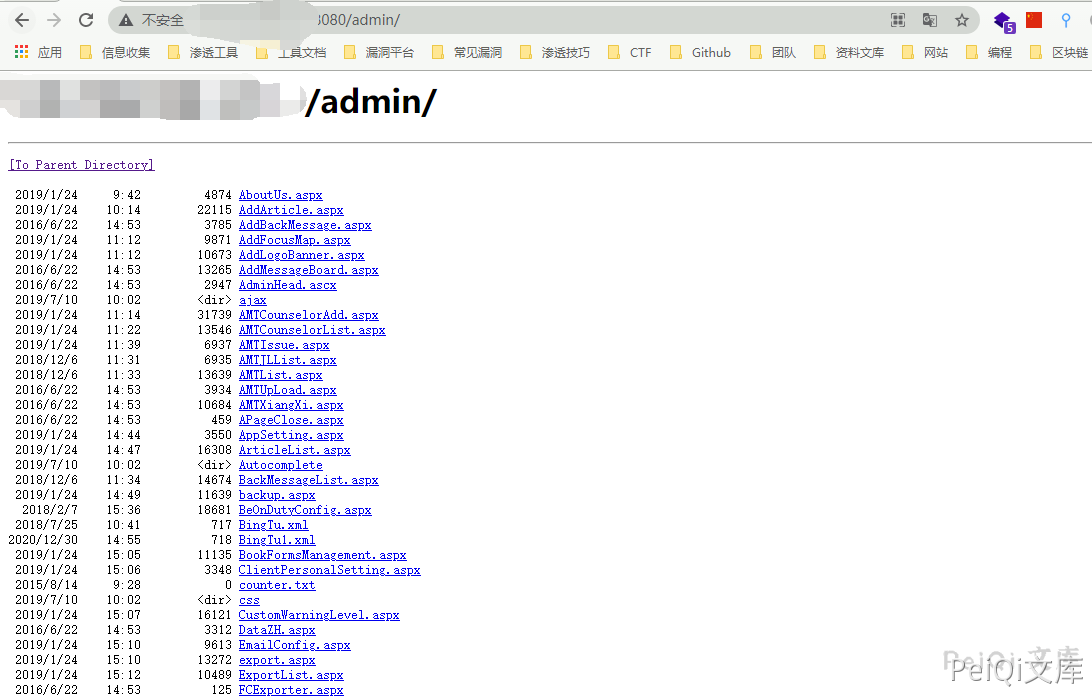 不安全 8080/admin/
5
应用 信息收集 渗透工具 工具文档 漏洞平台 常见漏洞 渗透技巧 CTF Github 团队 资料文库 网站 编程 区块链
/admin/
[To Parent Directory]
2019/1/24 9:42 4874 AboutUs.aspx
2019/1/24 10:14 22115 AddArticle.aspx
2016/6/22 14:53 3785 AddBackMessage.aspx
2019/1/24 11:12 9871 AddFocusMap.aspx
2019/1/24 11:12 10673 AddLogoBanner.aspx
2016/6/22 14:53 13265 AddMessageBoard.aspx
2016/6/22 14:53 2947 AdminHead.ascx
2019/7/10 10:02 <dir> ajax
2019/1/24 11:14 31739 AMTCounselorAdd.aspx
2019/1/24 11:22 13546 AMTCounselorList.aspx
2019/1/24 11:39 6937 AMTIssue.aspx
2018/12/6 11:31 6935 AMTJLList.aspx
2018/12/6 11:33 13639 AMTList.aspx
2016/6/22 14:53 3934 AMTUpLoad.aspx
2016/6/22 14:53 10684 AMTXiangXi.aspx
2016/6/22 14:53 459 APageClose.aspx
2019/1/24 14:44 3550 AppSetting.aspx
2019/1/24 14:47 16308 ArticleList.aspx
2019/7/10 10:02 <dir> Autocomplete
2018/12/6 11:34 14674 BackMessageList.aspx
2019/1/24 14:49 11639 backup.aspx
2018/2/7 15:36 18681 BeOnDutyConfig.aspx
2018/7/25 10:41 717 BingTu.xml
2020/12/30 14:55 718 BingTu1.xml
2019/1/24 15:05 11135 BookFormsManagement.aspx
2019/1/24 15:06 3348 ClientPersonalSetting.aspx
2015/8/14 9:28 0 counter.txt
2019/7/10 10:02 <dir> css
2019/1/24 15:07 16121 CustomWarningLevel.aspx
2016/6/22 14:53 3312 DataZH.aspx
2019/1/24 15:10 9613 EmailConfig.aspx
2019/1/24 15:10 13272 export.aspx
2019/1/24 15:12 10489 ExportList.aspx
2016/6/22 14:53 125 FCExporter.aspx
PeiQi 文库
PeiQi文库